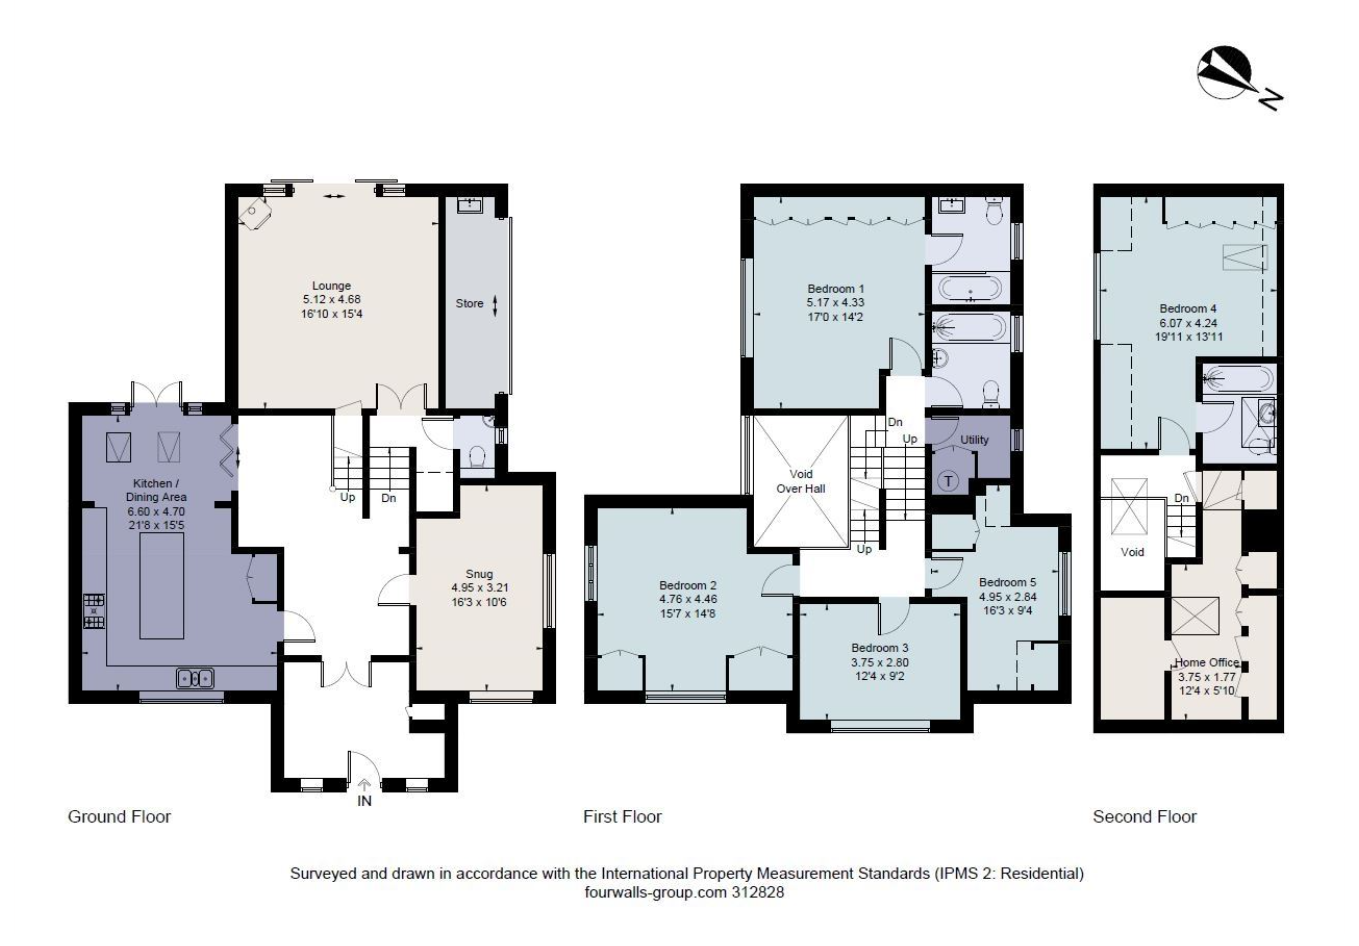 N
Lounge
5.12 x 4.68
16'10 x 15'4
Store
Kitchen /
Dining Area
6.60 x 4.70
21'8 x 15'5
Up
Dn
Snug
4.95 x 3.21
16'3 x 10'6
IN
Ground Floor
Bedroom 1
5.17 x 4.33
17'0 x 14'2
Dn
Up
Utility
T
Void
Over Hall
Up
Bedroom 2
4.76 x 4.46
15'7 x 14'8
Bedroom 5
4.95 x 2.84
16'3 x 9'4
Bedroom 3
3.75 x 2.80
12'4 x 9'2
First Floor
Bedroom 4
6.07 x 4.24
19'11 x 13'11
Dn
Void
Home Office
3.75 x 1.77
12'4 x 5'10
Second Floor
Surveyed and drawn in accordance with the International Property Measurement Standards (IPMS 2: Residential)
fourwalls-group.com 312828